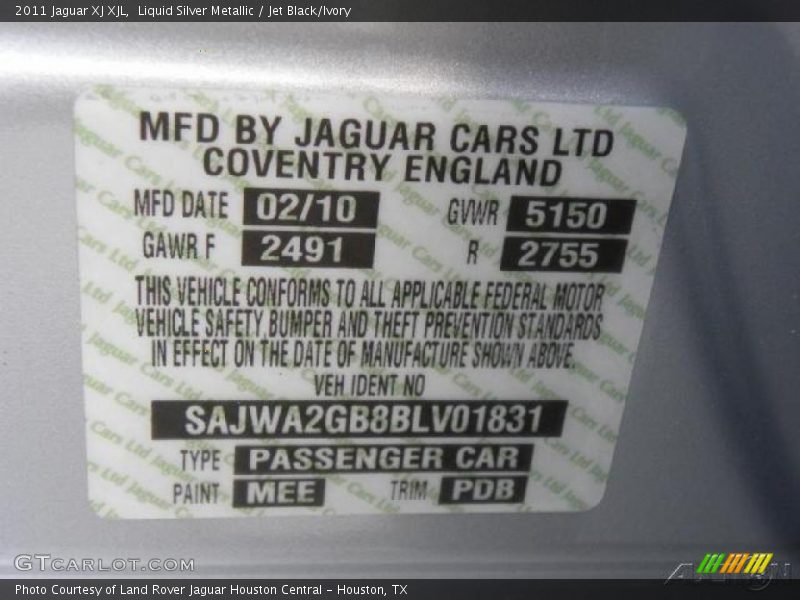 2011 Jaguar XJ XJL,  Liquid Silver Metallic / Jet Black/Ivory
MFD BY JAGUAR CARS LTD
COVENTRY ENGLAND
MFD DATE 02/10 GVWR 5150
GAWR F 2491 R 2755
THIS VEHICLE CONFORMS TO ALL APPLICABLE FEDERAL MOTOR
VEHICLE SAFETY BUMPER AND THEFT PREVENTION STANDARDS
IN EFFECT ON THE DATE OF MANUFACTURE SHOWN ABOVE.
VEH IDENT NO
SAJWA2GB8BLV01831
TYPE PASSENGER CAR
PAINT MEE TRIM PDB
GTCARLOT.COM
Photo Courtesy of Land Rover Jaguar Houston Central – Houston, TX